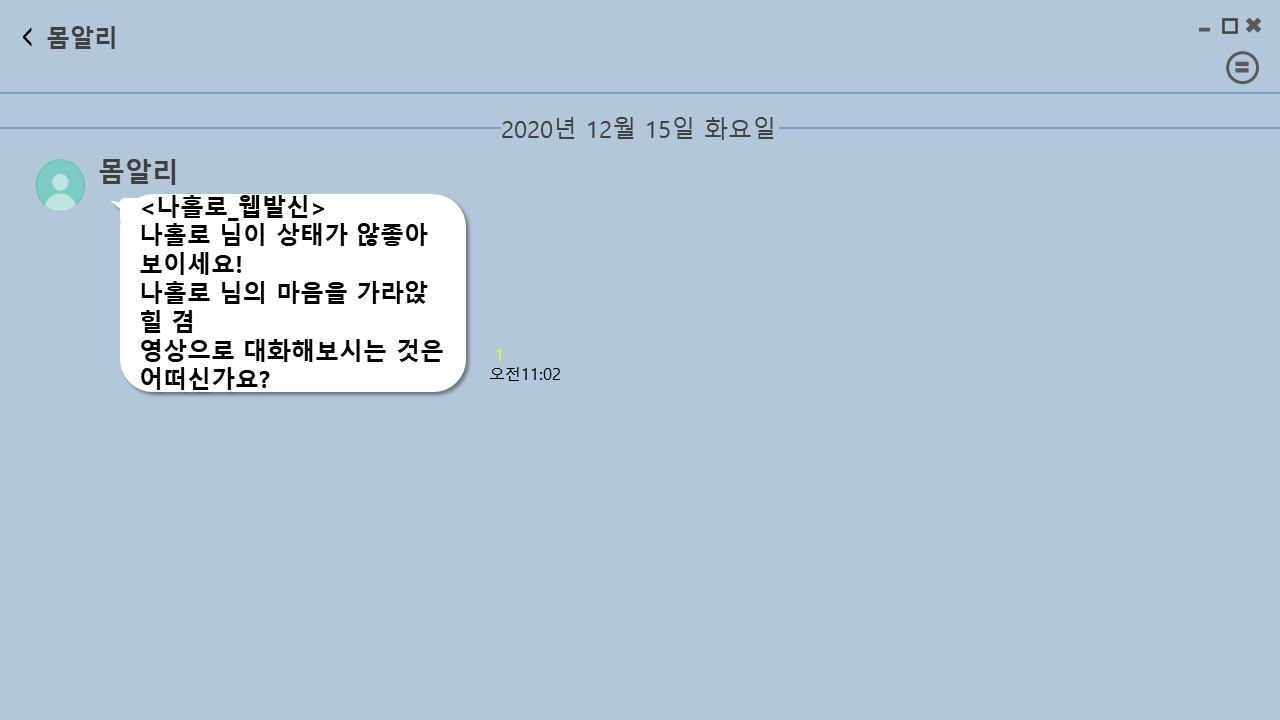 몸알리
2020년 12월 15일 화요일
몸알리
<나홀로_웹발신>
나홀로 님이 상태가 않좋아
보이세요!
나홀로 님의 마음을 가라앉
힐 겸
영상으로 대화해보시는 것은
어떠신가요?
1
오전11:02